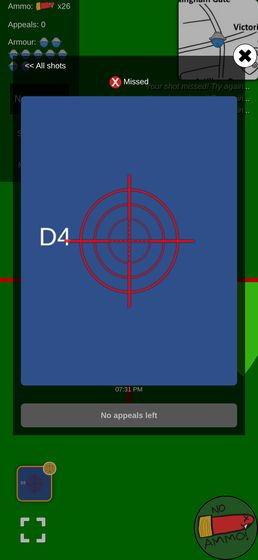 Ammo: x26
Appeals: 0
Armour:
Victori
<< All shots
Missed
Your shot missed! Try again...
D4
07:31 PM
No appeals left
NO
AMMO!